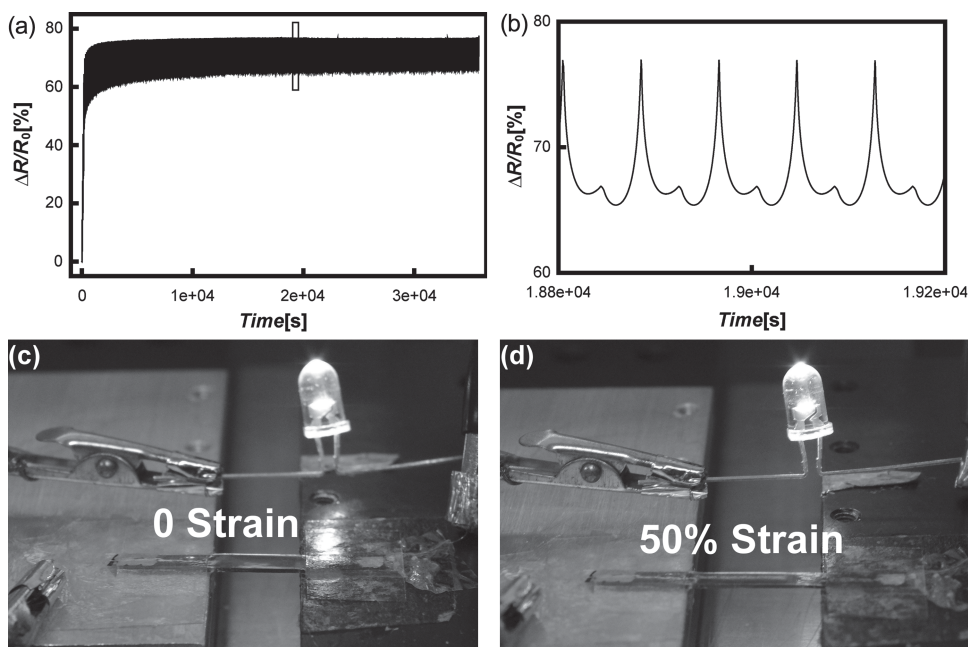 (a)
80
60
40
20
0
ΔR/R0[%]
0
1e+04
2e+04
3e+04
Time[s]
(b)
80
70
60
ΔR/R0[%]
1.88e+04
1.9e+04
1.92e+04
Time[s]
(c)
0 Strain
(d)
50% Strain